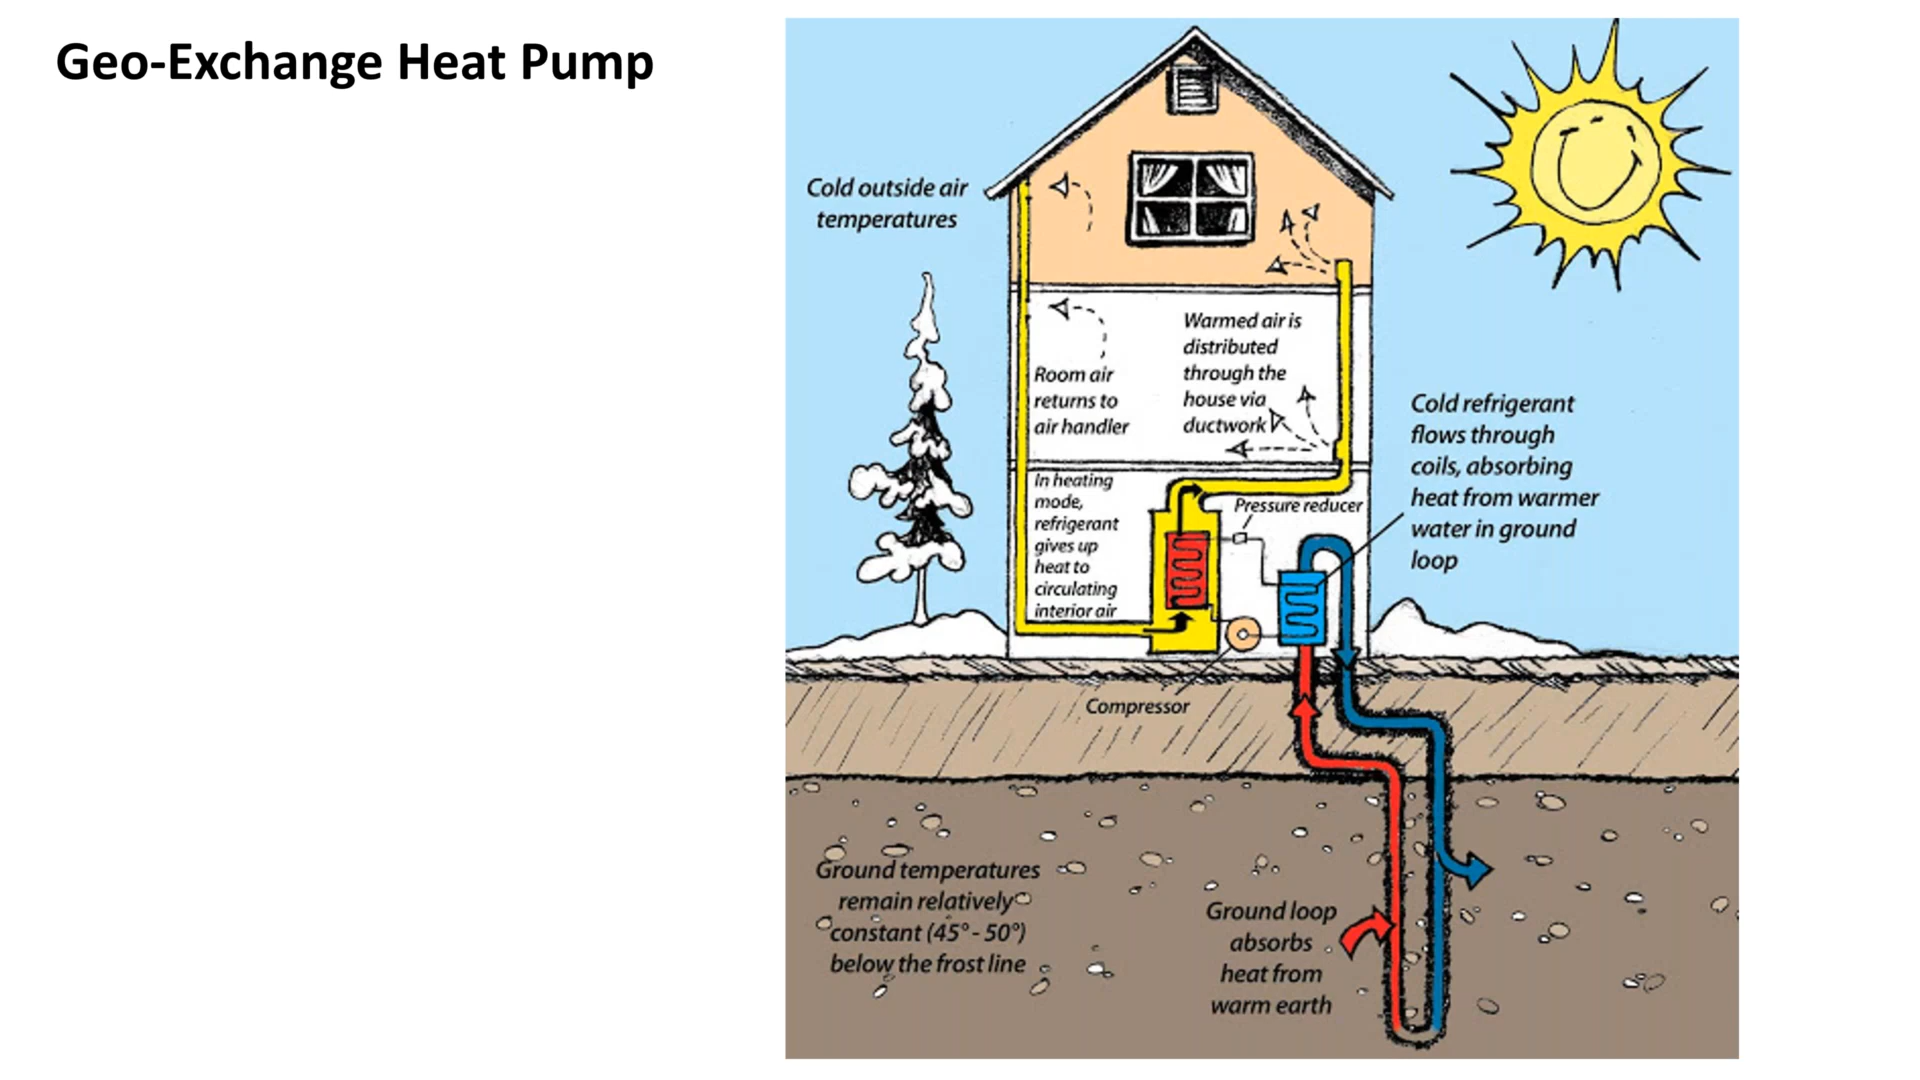 Geo-Exchange Heat Pump
Cold outside air
temperatures
Warmed air is
distributed
through the
house via
ductwork
Room air
returns to
air handler
Cold refrigerant
flows through
coils, absorbing
heat from warmer
water in ground
loop
In heating
mode,
refrigerant
gives up
heat to
circulating
interior air
Pressure reducer
Compressor
Ground temperatures
remain relatively
constant (45° - 50°)
below the frost line
Ground loop
absorbs
heat from
warm earth